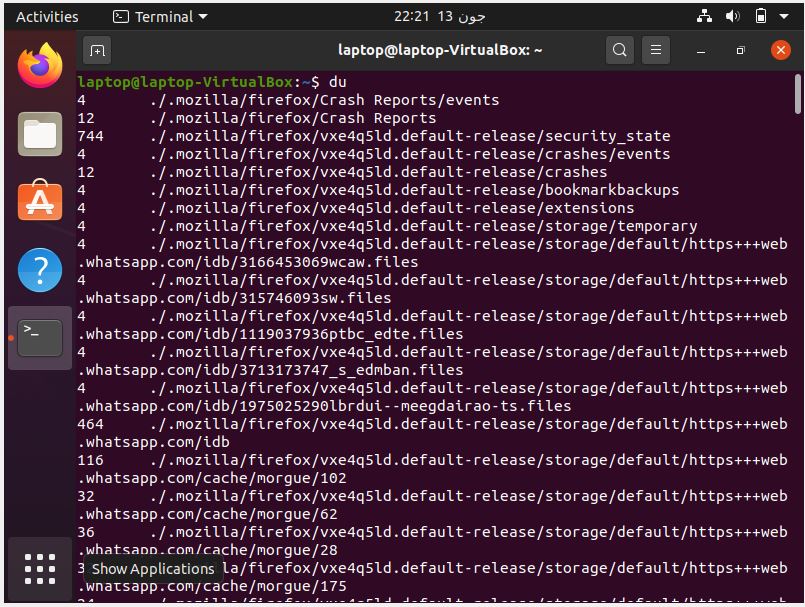 Activities Terminal 22:21 13 جون
laptop@laptop-VirtualBox: ~
laptop@laptop-VirtualBox:~$ du
4 ./.mozilla/firefox/Crash Reports/events
12 ./.mozilla/firefox/Crash Reports
744 ./.mozilla/firefox/vxe4q5ld.default-release/security_state
4 ./.mozilla/firefox/vxe4q5ld.default-release/crashes/events
12 ./.mozilla/firefox/vxe4q5ld.default-release/crashes
4 ./.mozilla/firefox/vxe4q5ld.default-release/bookmarkbackups
4 ./.mozilla/firefox/vxe4q5ld.default-release/extensions
4 ./.mozilla/firefox/vxe4q5ld.default-release/storage/temporary
4 ./.mozilla/firefox/vxe4q5ld.default-release/storage/default/https+++web
.whatsapp.com/idb/3166453069wcaw.files
4 ./.mozilla/firefox/vxe4q5ld.default-release/storage/default/https+++web
.whatsapp.com/idb/315746093sw.files
4 ./.mozilla/firefox/vxe4q5ld.default-release/storage/default/https+++web
.whatsapp.com/idb/1119037936ptbc_edte.files
4 ./.mozilla/firefox/vxe4q5ld.default-release/storage/default/https+++web
.whatsapp.com/idb/3713173747_s_edmban.files
4 ./.mozilla/firefox/vxe4q5ld.default-release/storage/default/https+++web
.whatsapp.com/idb/1975025290lbrdui--meegdairao-ts.files
464 ./.mozilla/firefox/vxe4q5ld.default-release/storage/default/https+++web
.whatsapp.com/idb
116 ./.mozilla/firefox/vxe4q5ld.default-release/storage/default/https+++web
.whatsapp.com/cache/morgue/102
32 ./.mozilla/firefox/vxe4q5ld.default-release/storage/default/https+++web
.whatsapp.com/cache/morgue/62
36 ./.mozilla/firefox/vxe4q5ld.default-release/storage/default/https+++web
.whatsapp.com/cache/morgue/28
Show Applications la/firefox/vxe4q5ld.default-release/storage/default/https+++web
.whatsapp.com/cache/morgue/175